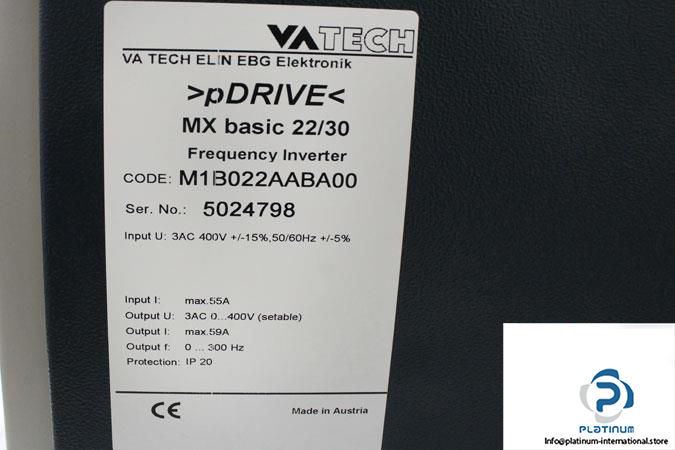 VATECH
VA TECH ELIN EBG Elektronik
>pDRIVE<
MX basic 22/30
Frequency Inverter
CODE: M1B022AABA00
Ser. No.: 5024798
Input U: 3AC 400V +/-15%,50/60Hz +/-5%
Input I: max.55A
Output U: 3AC 0...400V (setable)
Output I: max.59A
Output f: 0 ... 300 Hz
Protection: IP 20
CE Made in Austria
PLATINUM
Info@platinum-international.store